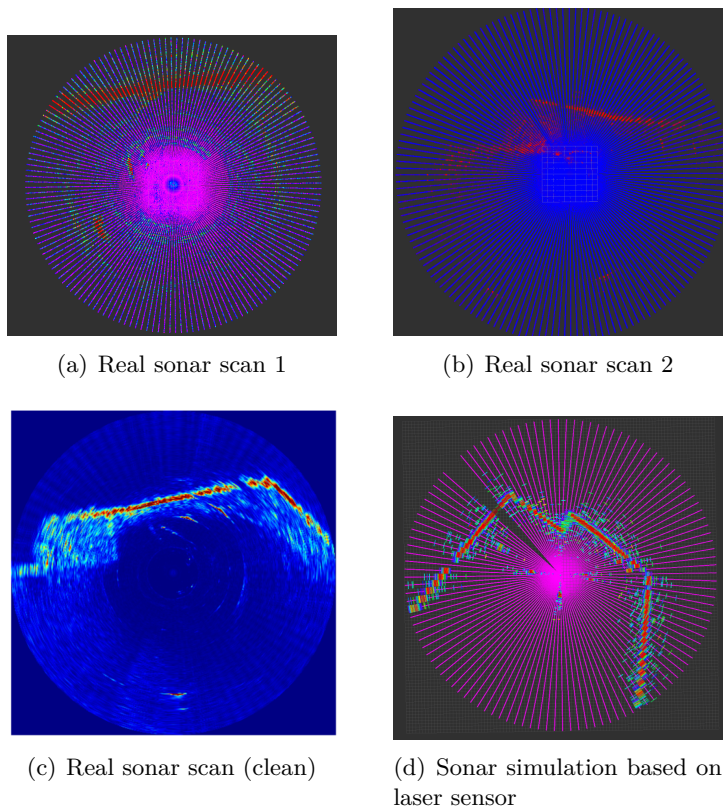 (a) Real sonar scan 1
(b) Real sonar scan 2
(c) Real sonar scan (clean)
(d) Sonar simulation based on
laser sensor